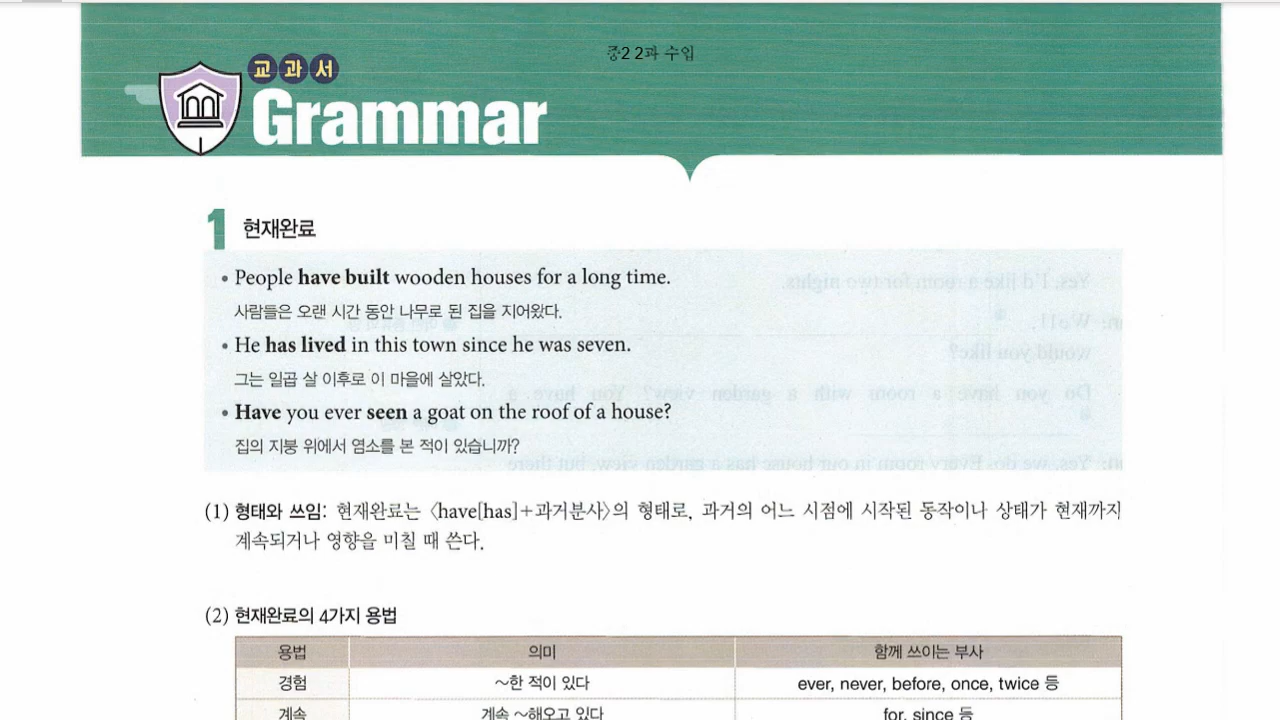 중2 2과 수업
교과서
Grammar
1 현재완료
• People have built wooden houses for a long time.
사람들은 오랜 시간 동안 나무로 된 집을 지어왔다.
• He has lived in this town since he was seven.
그는 일곱 살 이후로 이 마을에 살았다.
• Have you ever seen a goat on the roof of a house?
집의 지붕 위에서 염소를 본 적이 있습니까?
(1) 형태와 쓰임: 현재완료는 〈have[has]+과거분사〉의 형태로, 과거의 어느 시점에 시작된 동작이나 상태가 현재까지
계속되거나 영향을 미칠 때 쓴다.
(2) 현재완료의 4가지 용법
용법 의미 함께 쓰이는 부사
경험 ~한 적이 있다 ever, never, before, once, twice 등
계속 계속 ~해오고 있다 for, since 등